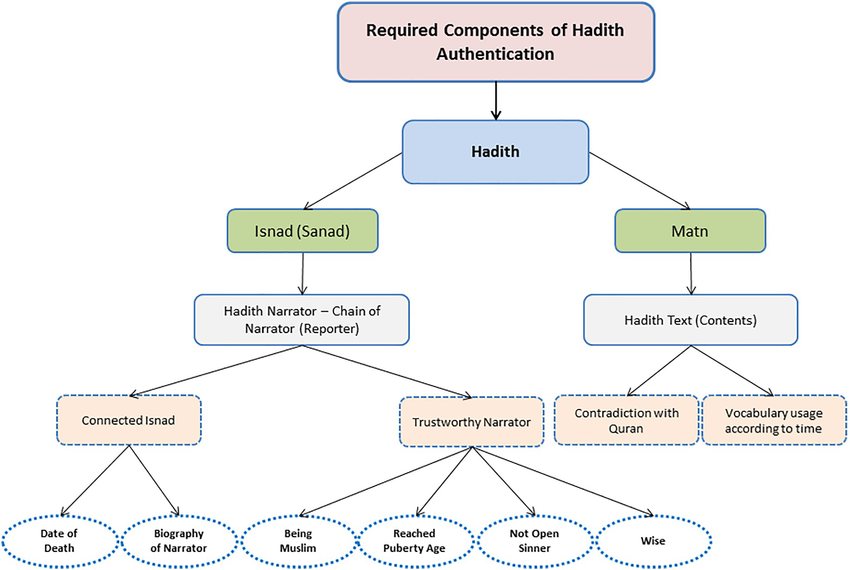 Required Components of Hadith
Authentication
Hadith
Isnad (Sanad)
Matn
Hadith Narrator – Chain of
Narrator (Reporter)
Hadith Text (Contents)
Connected Isnad
Trustworthy Narrator
Contradiction with
Quran
Vocabulary usage
according to time
Date of
Death
Biography
of Narrator
Being
Muslim
Reached
Puberty Age
Not Open
Sinner
Wise